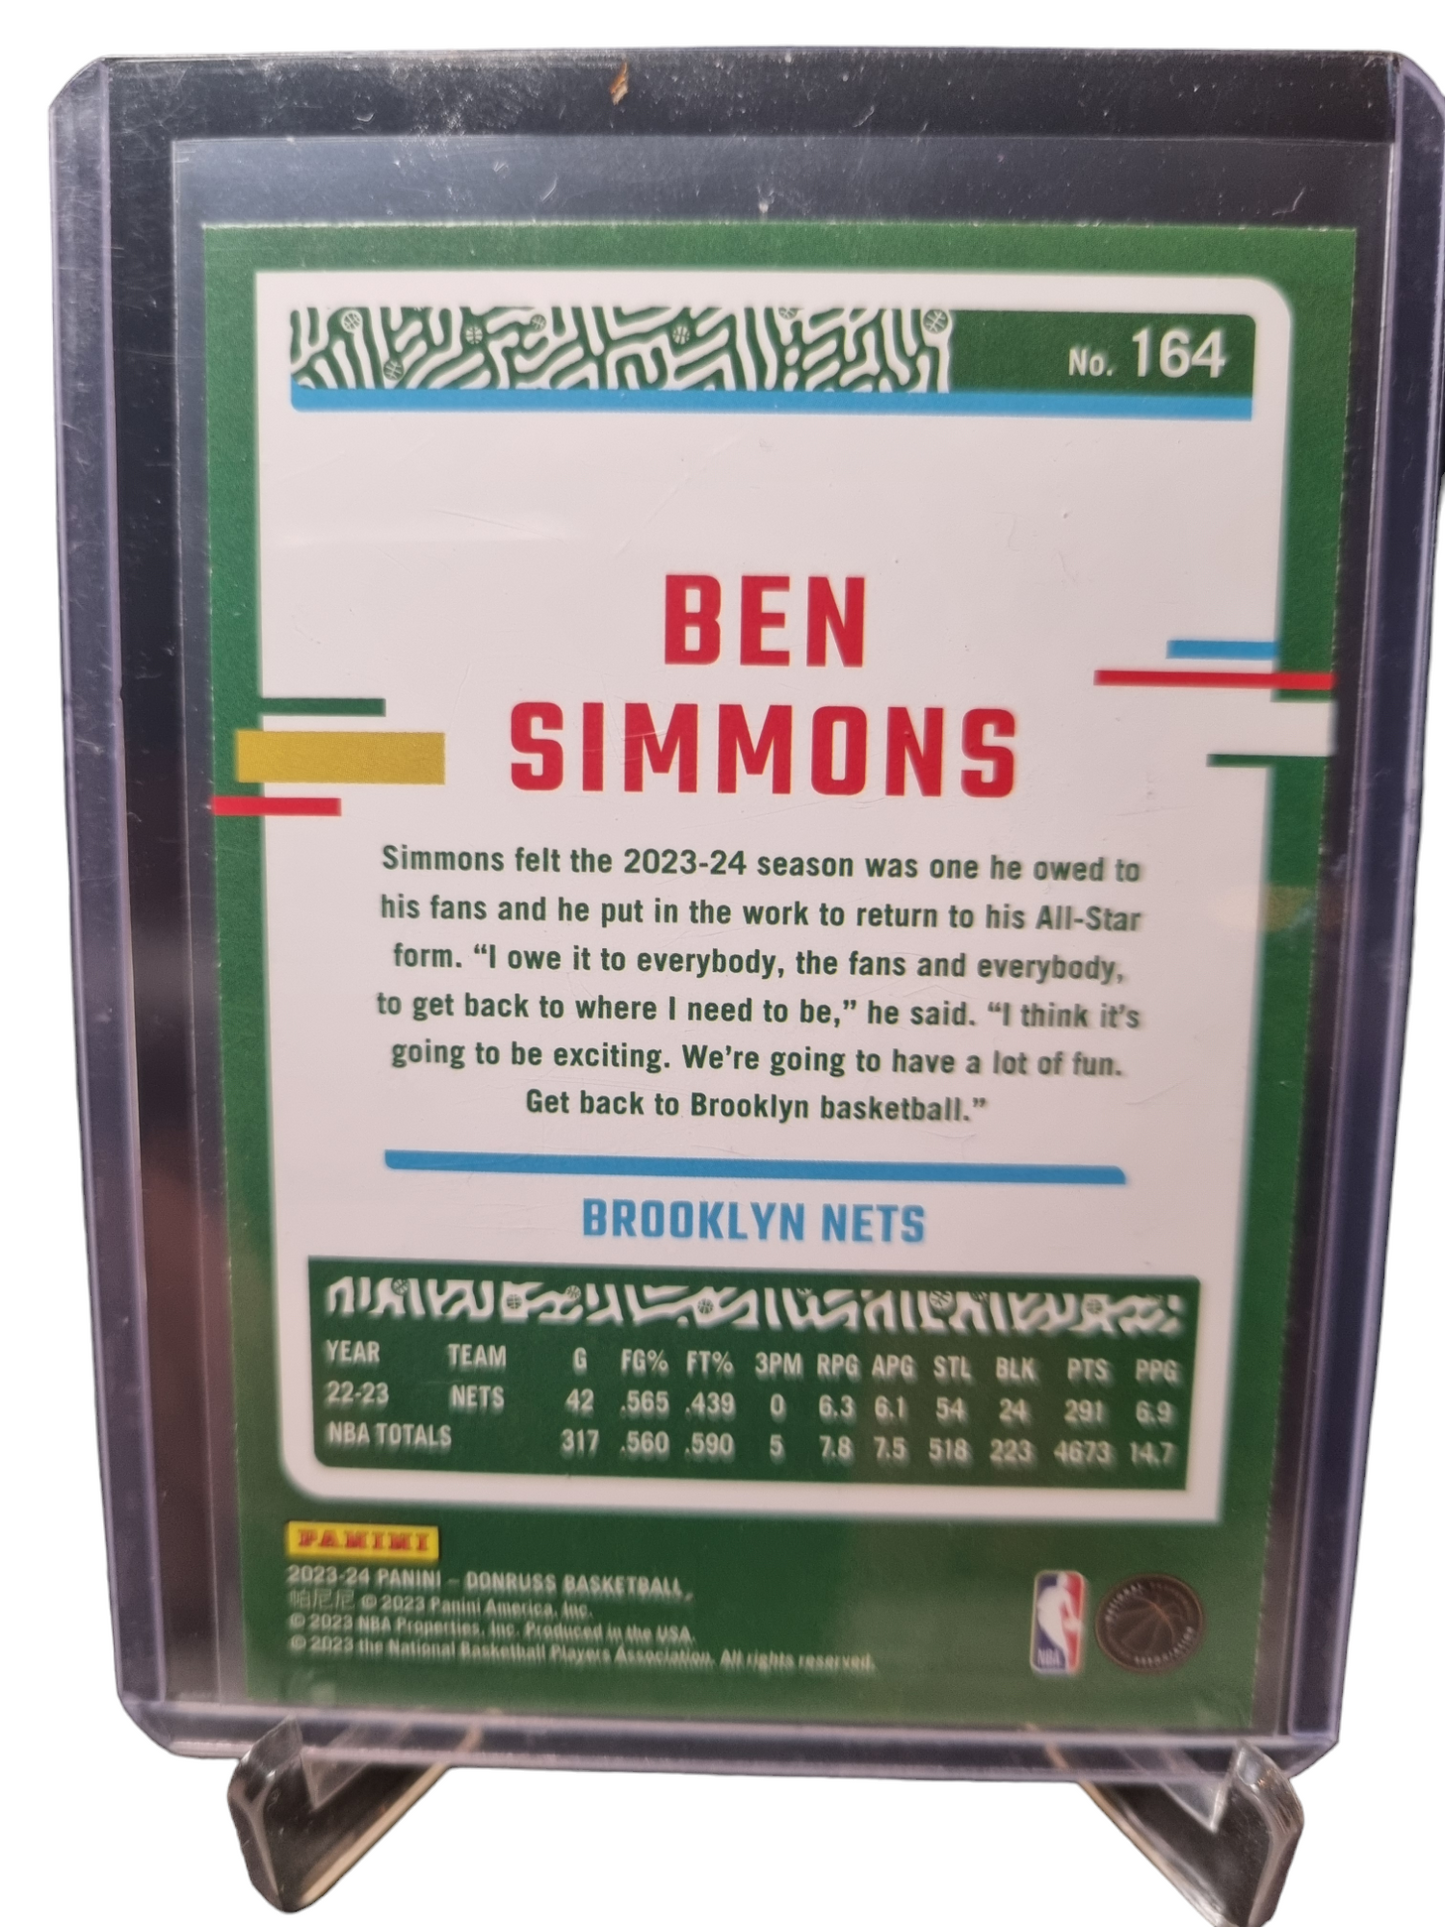 No. 164
BEN
SIMMONS
Simmons felt the 2023-24 season was one he owed to
his fans and he put in the work to return to his All-Star
form. “I owe it to everybody, the fans and everybody,
to get back to where I need to be,” he said. “I think it’s
going to be exciting. We’re going to have a lot of fun.
Get back to Brooklyn basketball.”
BROOKLYN NETS
YEAR TEAM G FG% FT% 3PM RPG APG STL BLK PTS PPG
22-23 NETS 42 .565 .439 0 6.3 6.1 54 24 291 6.9
NBA TOTALS 317 .560 .590 5 7.8 7.5 518 223 4673 14.7
PANINI
2023-24 PANINI – DONRUSS BASKETBALL
帕尼尼 © 2023 Panini America, Inc.
© 2023 NBA Properties, Inc. Produced in the USA.
© 2023 the National Basketball Players Association. All rights reserved.
NBA